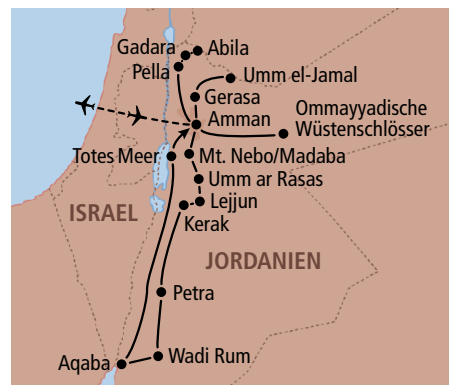 Gadara
Abila
Pella
Umm el-Jamal
Gerasa
Amman
Ommayyadische
Wüstenschlösser
Totes Meer
Mt. Nebo/Madaba
Umm ar Rasas
ISRAEL
Lejjun
Kerak
JORDANIEN
Petra
Aqaba
Wadi Rum